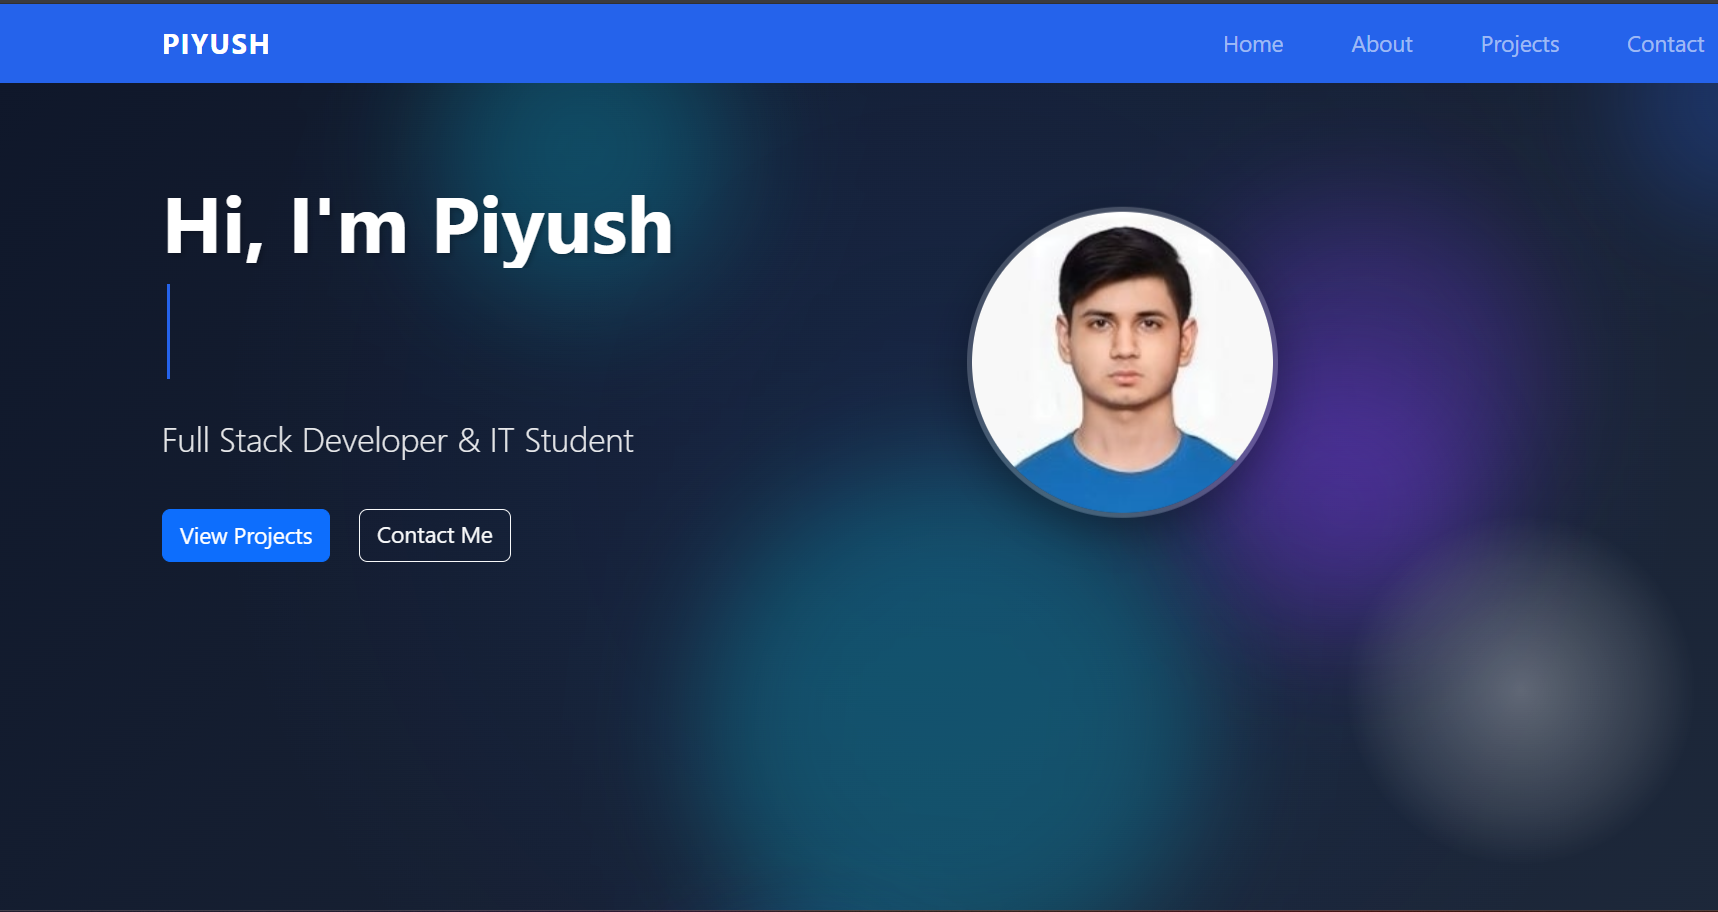 PIYUSH
Home About Projects Contact
Hi, I'm Piyush
Full Stack Developer & IT Student
View Projects Contact Me